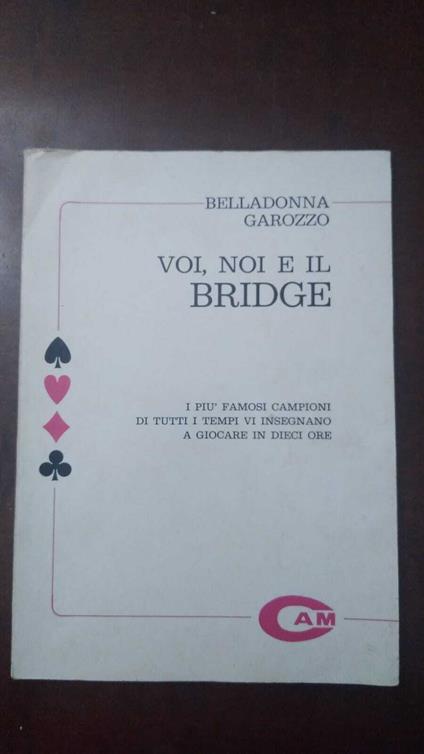 BELLADONNA
GAROZZO
VOI, NOI E IL
BRIDGE
I PIU' FAMOSI CAMPIONI
DI TUTTI I TEMPI VI INSEGNANO
A GIOCARE IN DIECI ORE
CAM